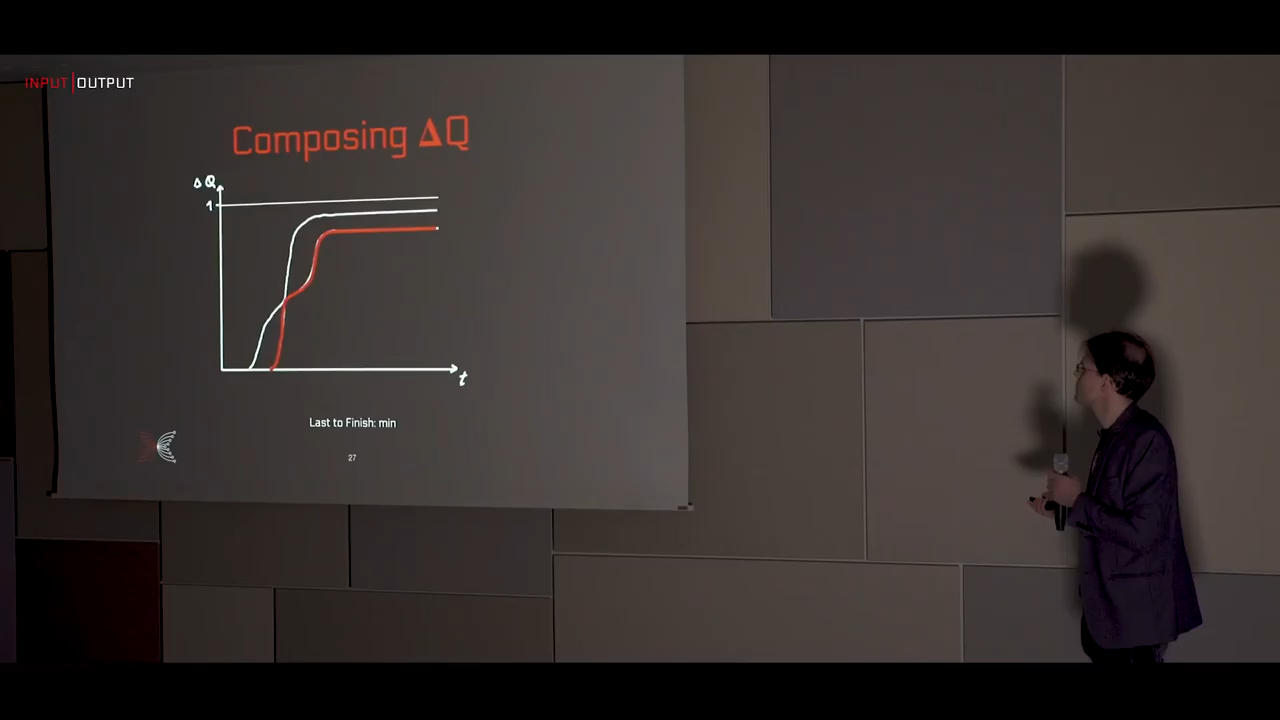 INPUT|OUTPUT
Composing ΔQ
ΔQ
1
t
Last to Finish: min
27